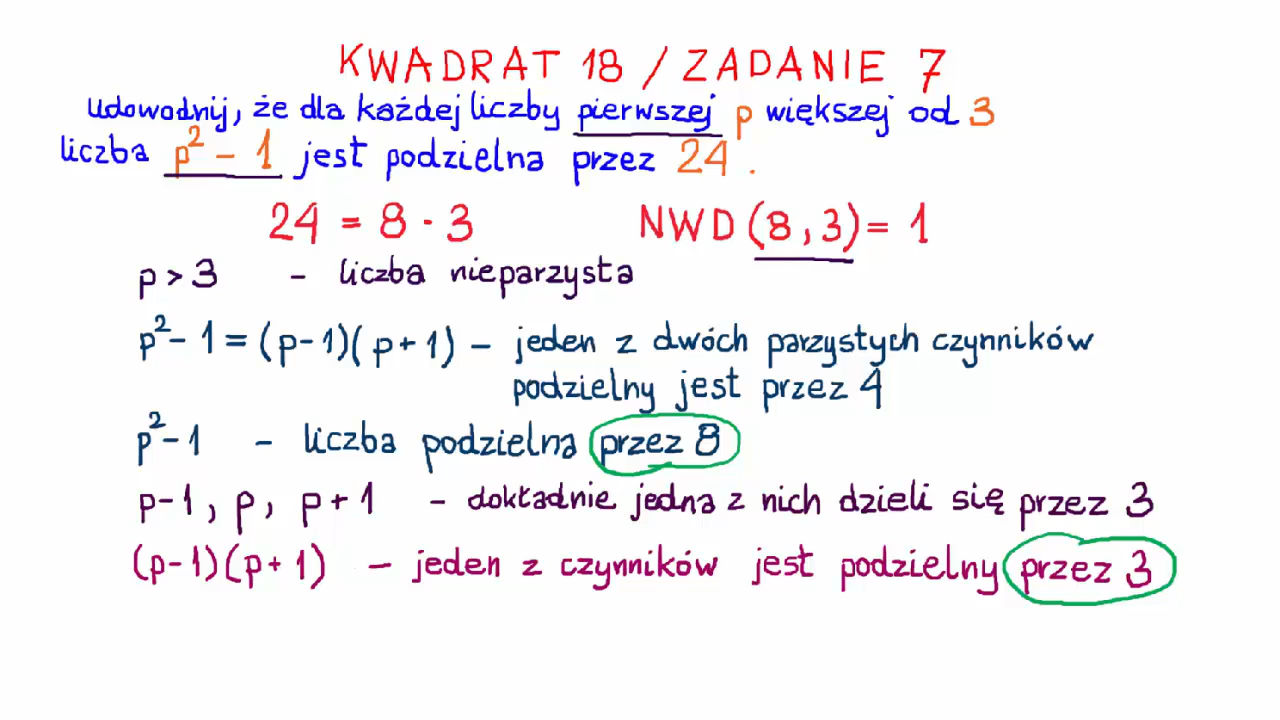 KWADRAT 18 / ZADANIE 7
Udowodnij, że dla każdej liczby pierwszej p większej od 3
liczba p² - 1 jest podzielna przez 24.
24 = 8 · 3 NWD (8, 3) = 1
p > 3 - liczba nieparzysta
p² - 1 = (p - 1)(p + 1) - jeden z dwóch parzystych czynników
podzielny jest przez 4
p² - 1 - liczba podzielna przez 8
p - 1, p, p + 1 - dokładnie jedna z nich dzieli się przez 3
(p - 1)(p + 1) - jeden z czynników jest podzielny przez 3